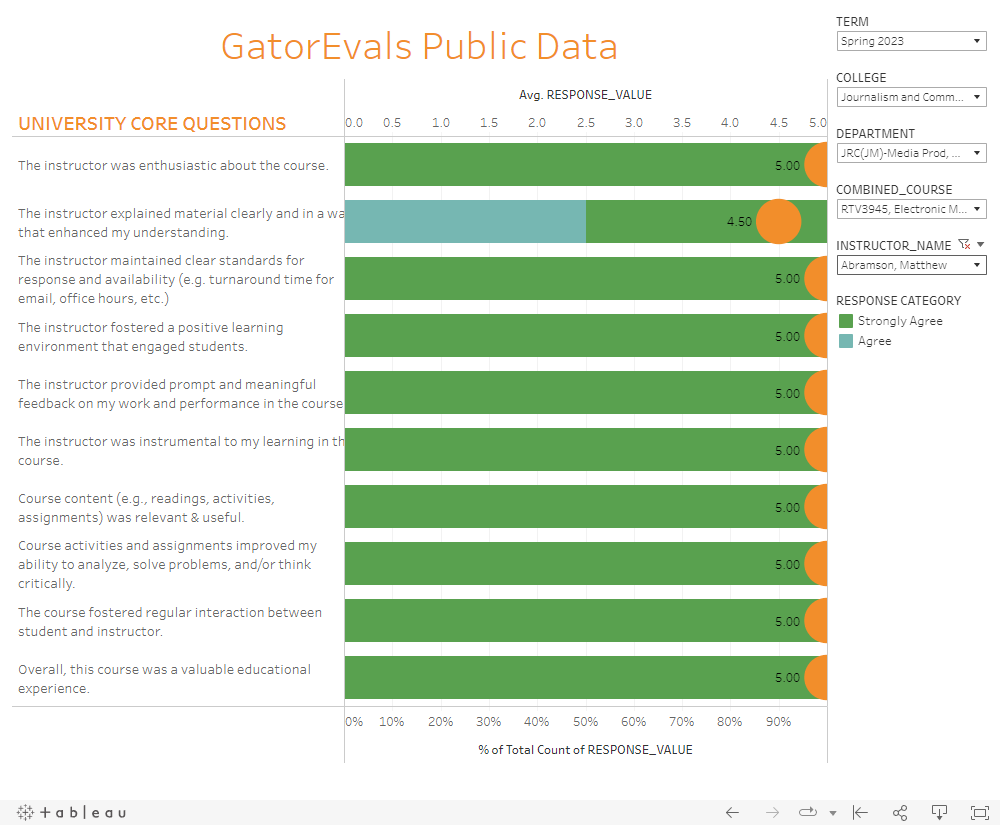 GatorEvals Public Data
Avg. RESPONSE_VALUE
UNIVERSITY CORE QUESTIONS
0.0 0.5 1.0 1.5 2.0 2.5 3.0 3.5 4.0 4.5 5.0
The instructor was enthusiastic about the course.
5.00
The instructor explained material clearly and in a wa
that enhanced my understanding.
4.50
The instructor maintained clear standards for
response and availability (e.g. turnaround time for
email, office hours, etc.)
5.00
The instructor fostered a positive learning
environment that engaged students.
5.00
The instructor provided prompt and meaningful
feedback on my work and performance in the course
5.00
The instructor was instrumental to my learning in th
course.
5.00
Course content (e.g., readings, activities,
assignments) was relevant & useful.
5.00
Course activities and assignments improved my
ability to analyze, solve problems, and/or think
critically.
5.00
The course fostered regular interaction between
student and instructor.
5.00
Overall, this course was a valuable educational
experience.
5.00
0% 10% 20% 30% 40% 50% 60% 70% 80% 90%
% of Total Count of RESPONSE_VALUE
TERM
Spring 2023
COLLEGE
Journalism and Comm...
DEPARTMENT
JRC(JM)-Media Prod, ...
COMBINED_COURSE
RTV3945, Electronic M...
INSTRUCTOR_NAME
Abramson, Matthew
RESPONSE CATEGORY
Strongly Agree
Agree
+ a b | e a u